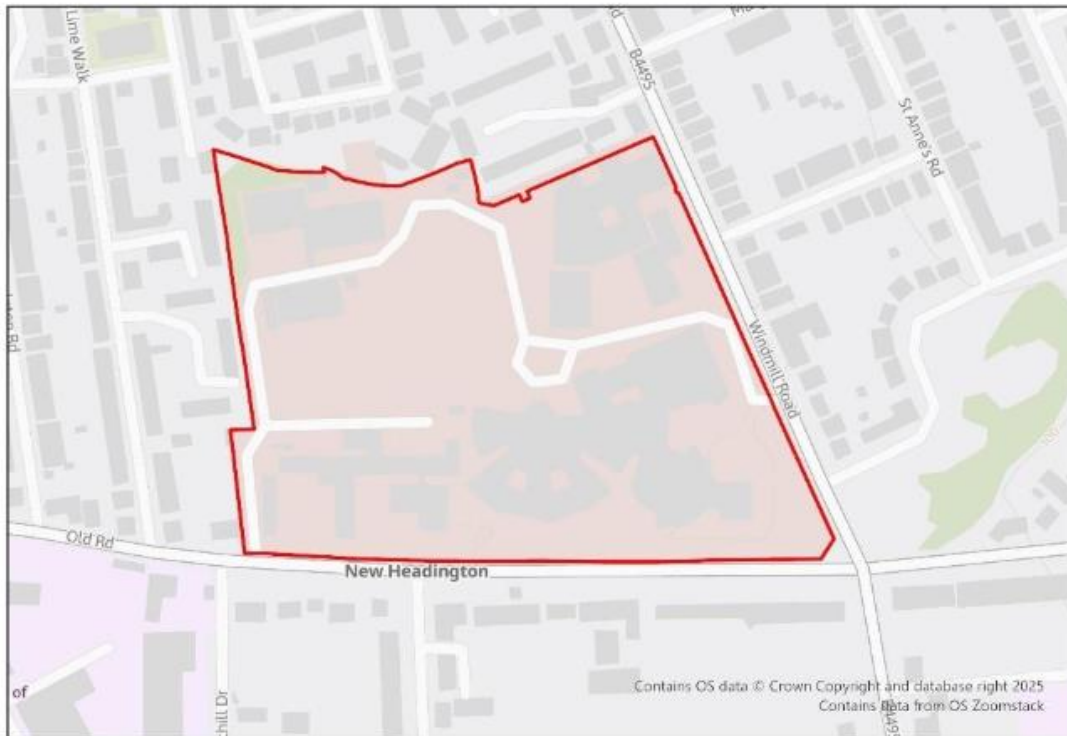 Lime Walk
B4495
St Anne's Rd
Windmill Road
Old Rd
New Headington
of
Contains OS data © Crown Copyright and database right 2025
Contains data from OS Zoomstack